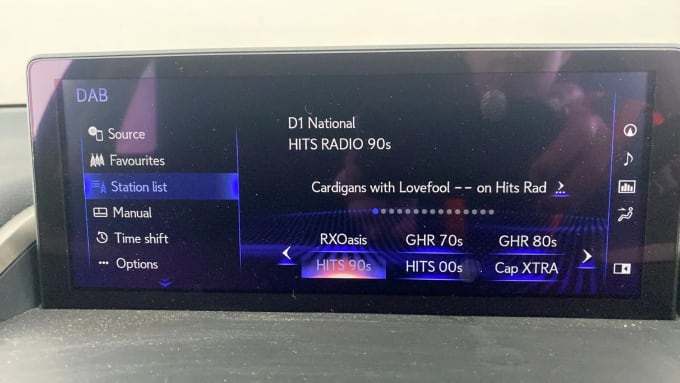 DAB
Source
Favourites
Station list
Manual
Time shift
Options
D1 National
HITS RADIO 90s
Cardigans with Lovefool -- on Hits Rad
RXOasis GHR 70s GHR 80s
HITS 90s HITS 00s Cap XTRA